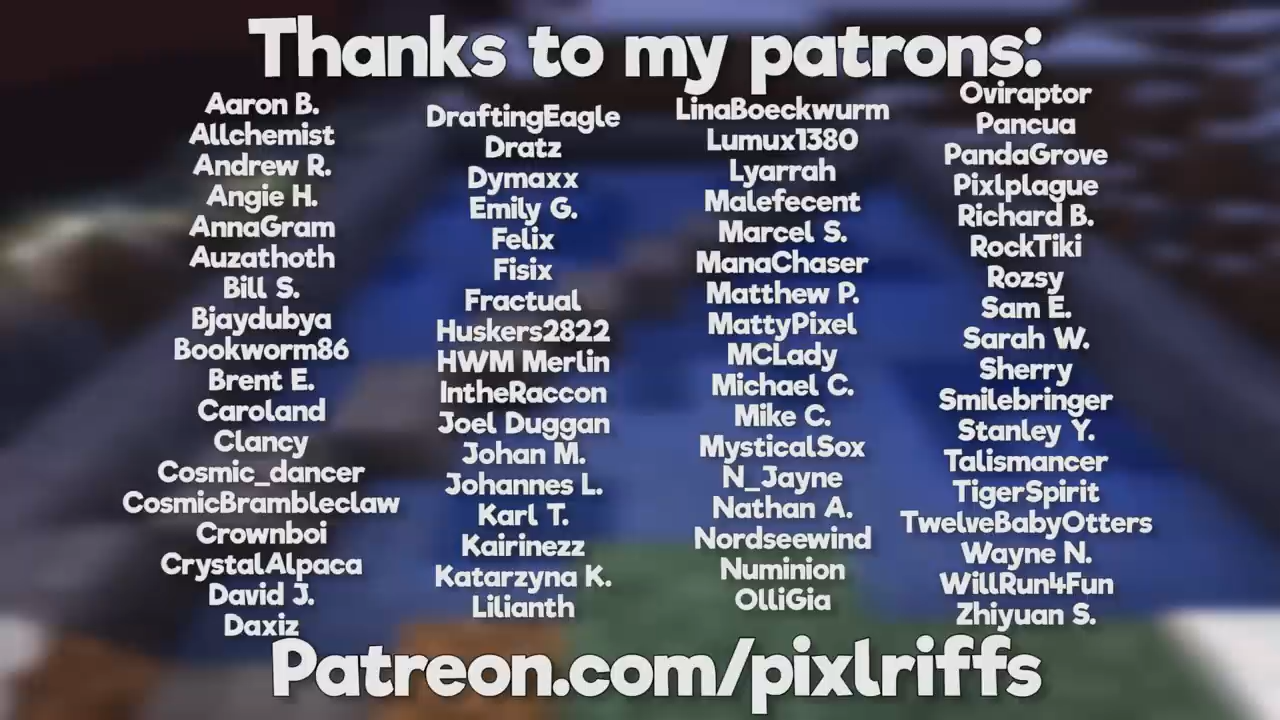 Thanks to my patrons:
Aaron B.
Allchemist
Andrew R.
Angie H.
AnnaGram
Auzathoth
Bill S.
Bjaydubya
Bookworm86
Brent E.
Caroland
Clancy
Cosmic_dancer
CosmicBrambleclaw
Crownboi
CrystalAlpaca
David J.
Daxiz
DraftingEagle
Dratz
Dymaxx
Emily G.
Felix
Fisix
Fractual
Huskers2822
HWM Merlin
IntheRaccon
Joel Duggan
Johan M.
Johannes L.
Karl T.
Kairinezz
Katarzyna K.
Lilianth
LinaBoeckwurm
Lumux1380
Lyarrah
Malefecent
Marcel S.
ManaChaser
Matthew P.
MattyPixel
MCLady
Michael C.
Mike C.
MysticalSox
N_Jayne
Nathan A.
Nordseewind
Numinion
OlliGia
Oviraptor
Pancua
PandaGrove
Pixlplague
Richard B.
RockTiki
Rozsy
Sam E.
Sarah W.
Sherry
Smilebringer
Stanley Y.
Talismancer
TigerSpirit
TwelveBabyOtters
Wayne N.
WillRun4Fun
Zhiyuan S.
Patreon.com/pixlriffs